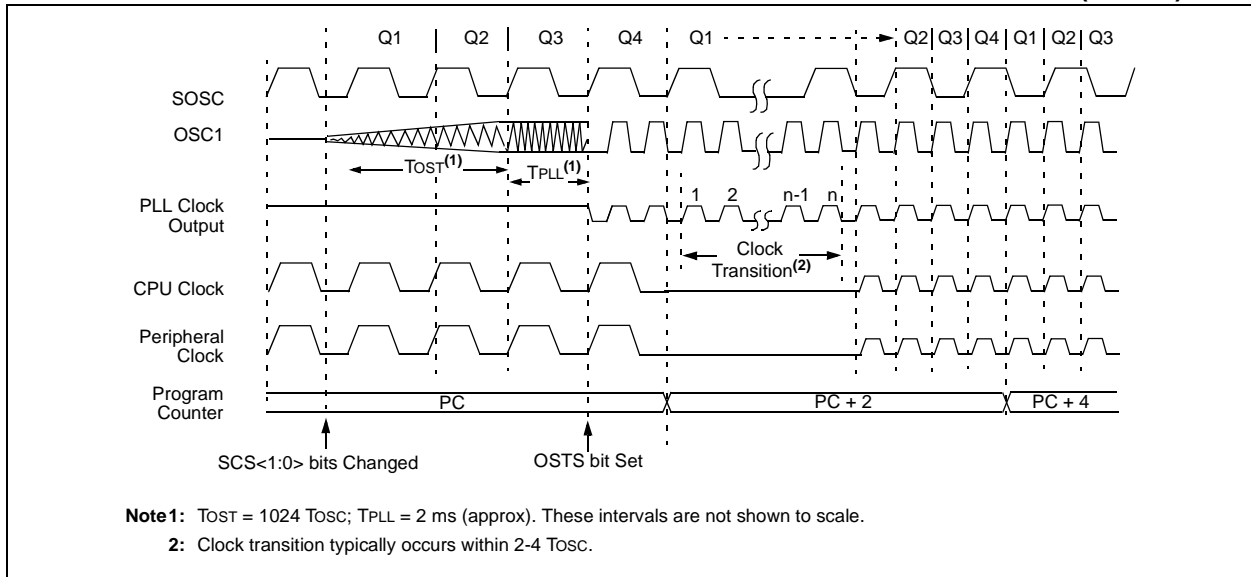 Q1 Q2 Q3 Q4 Q1 Q2 Q3 Q4 Q1 Q2 Q3
SOSC
OSC1
TOST(1)
TPLL(1)
PLL Clock
Output
1 2 n-1 n
Clock
Transition(2)
CPU Clock
Peripheral
Clock
Program
Counter
PC PC + 2 PC + 4
SCS<1:0> bits Changed
OSTS bit Set
Note1: TOST = 1024 TOSC; TPLL = 2 ms (approx). These intervals are not shown to scale.
2: Clock transition typically occurs within 2-4 TOSC.